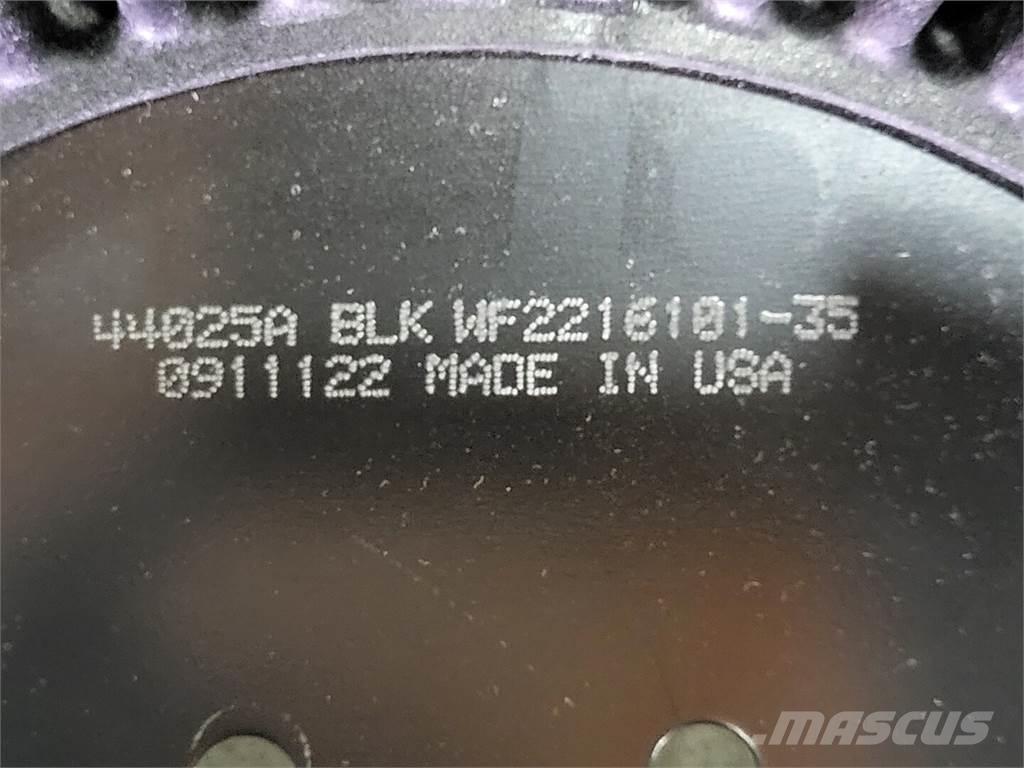 44025A BLK WF2216101-35
0911122 MADE IN USA
MASCUS